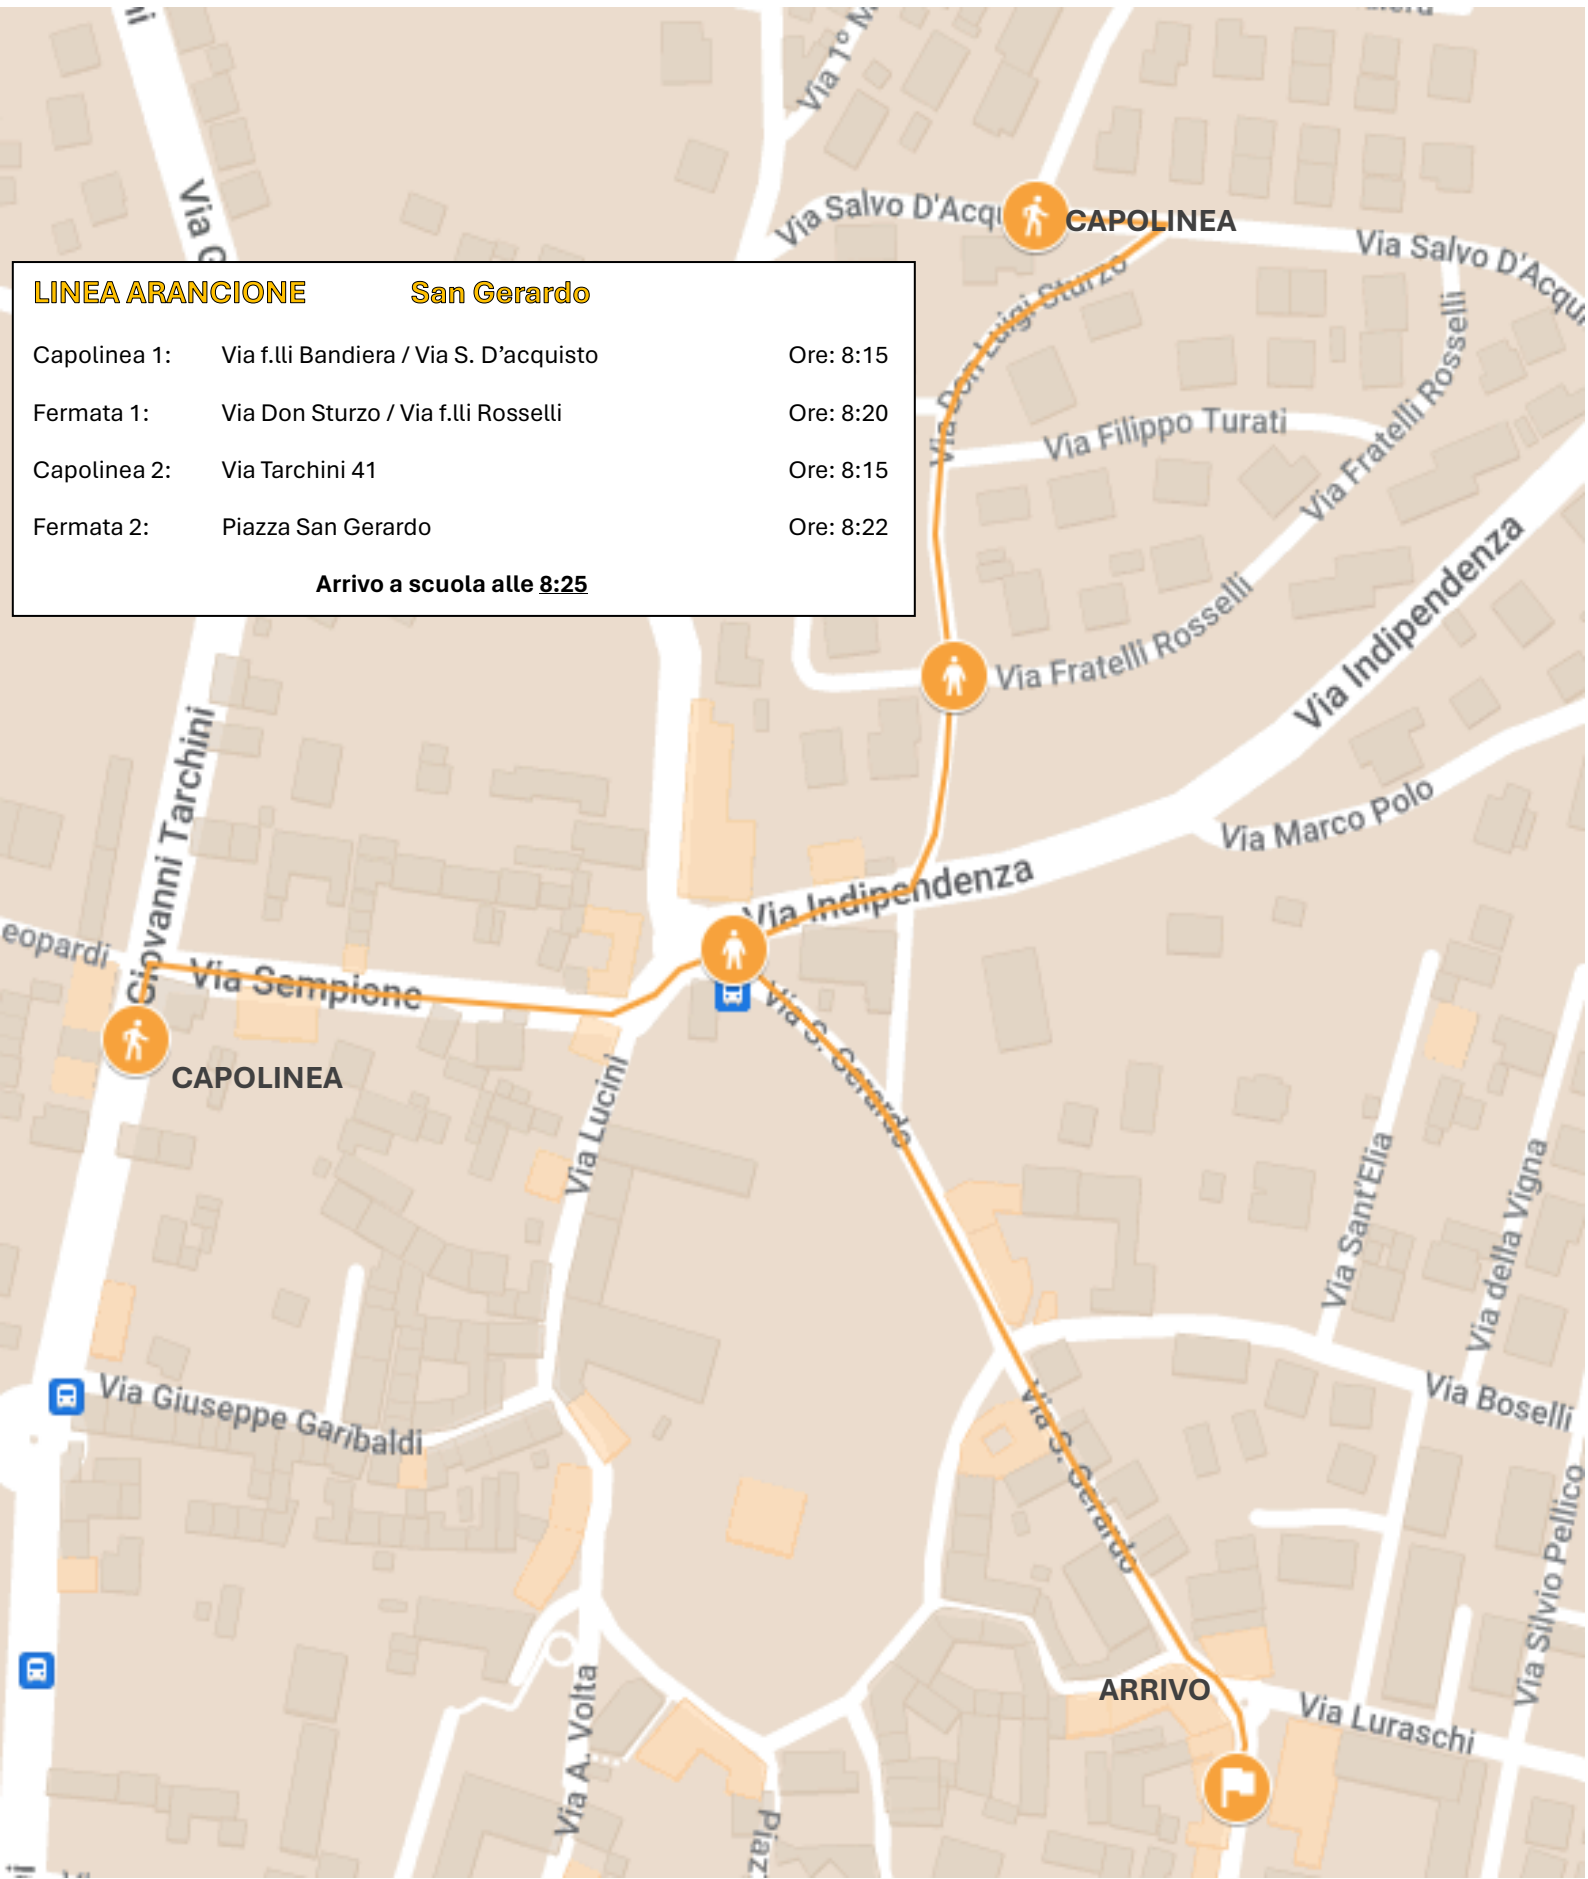 Via 1° M
Via G
Via Salvo D'Acqu
CAPOLINEA
Via Salvo D'Acqui
LINEA ARANCIONE San Gerardo
Capolinea 1: Via f.lli Bandiera / Via S. D’acquisto Ore: 8:15
Fermata 1: Via Don Sturzo / Via f.lli Rosselli Ore: 8:20
Capolinea 2: Via Tarchini 41 Ore: 8:15
Fermata 2: Piazza San Gerardo Ore: 8:22
Arrivo a scuola alle 8:25
Via Don Luigi Sturzo
Via Filippo Turati
Via Fratelli Rosselli
Via Fratelli Rosselli
Via Indipendenza
Via Marco Polo
Giovanni Tarchini
Via Indipendenza
eopardi
Via Sempione
CAPOLINEA
Via S. Gerardo
Via Lucini
Via Sant'Elia
Via della Vigna
Via Giuseppe Garibaldi
Via Boselli
Via S. Gerardo
Via Silvio Pellico
ARRIVO
Via Luraschi
Via A. Volta
Piaz